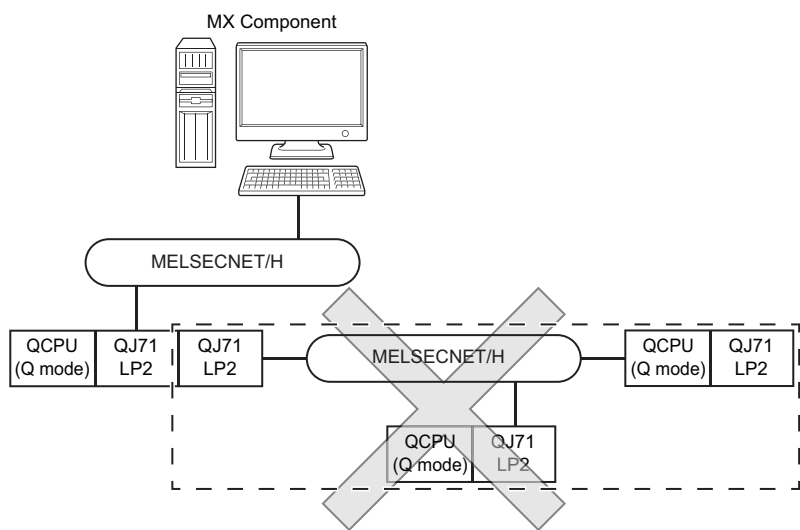 MX Component
MELSECNET/H
QCPU
(Q mode)
QJ71
LP2
QJ71
LP2
MELSECNET/H
QCPU
(Q mode)
QJ71
LP2
QCPU
(Q mode)
QJ71
LP2